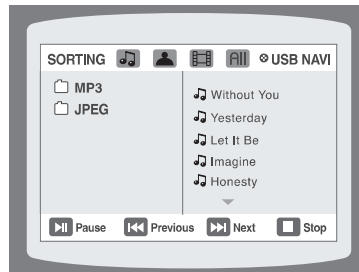 SORTING All USB NAVI
MP3
JPEG
Without You
Yesterday
Let It Be
Imagine
Honesty
Pause Previous Next Stop